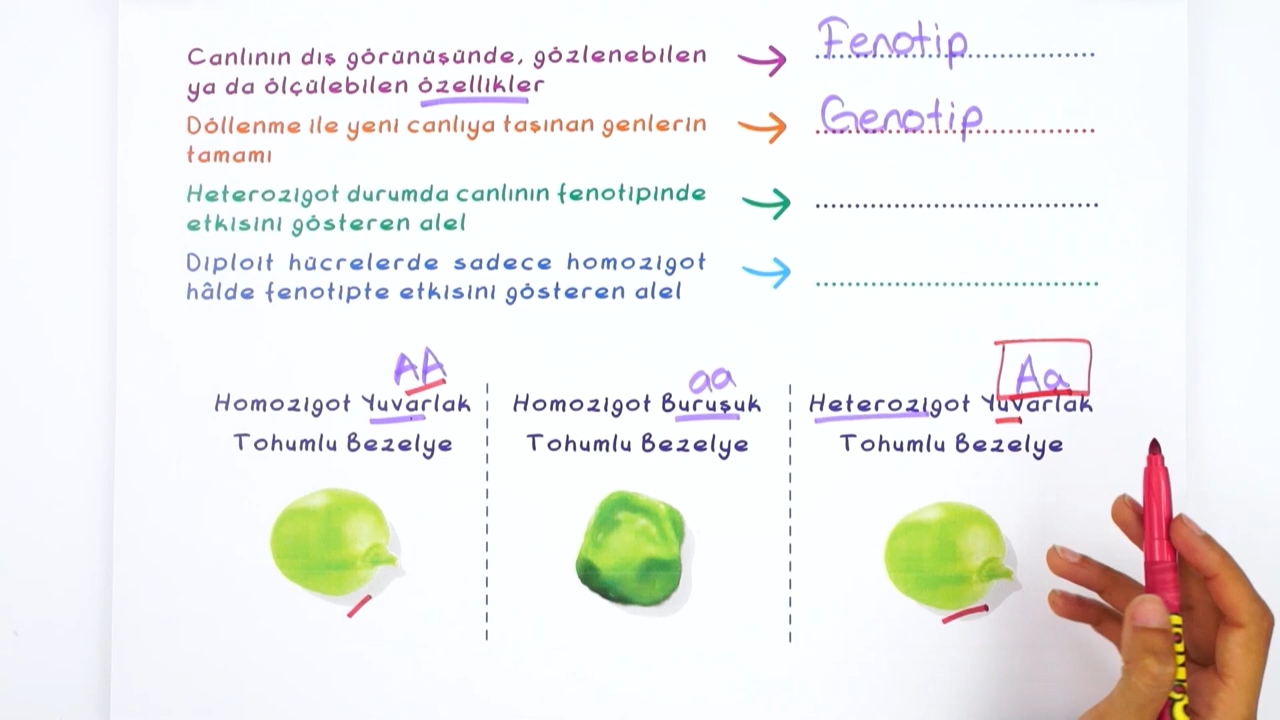 Canlının dış görünüşünde, gözlenebilen
Fenotip
ya da ölçülebilen özellikler
Döllenme ile yeni canlıya taşınan genlerin
Genotip
tamamı
Heterozigot durumda canlının fenotipinde
etkisini gösteren alel
Diploit hücrelerde sadece homozigot
hâlde fenotipte etkisini gösteren alel
AA
Homozigot Yuvarlak
Tohumlu Bezelye
aa
Homozigot Buruşuk
Tohumlu Bezelye
Aa
Heterozigot Yuvarlak
Tohumlu Bezelye